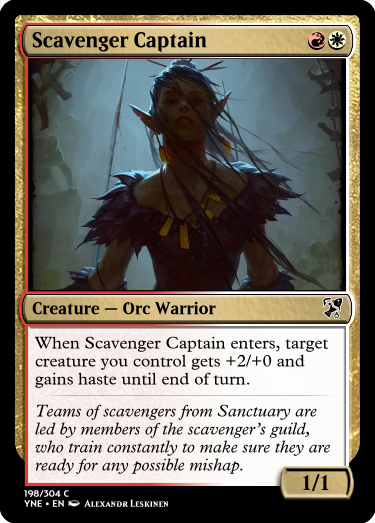 Scavenger Captain
When Scavenger Captain enters, target
creature you control gets +2/+0 and
gains haste until end of turn.
Creature — Orc Warrior
Teams of scavengers from Sanctuary are
led by members of the scavenger's guild,
who train constantly to make sure they are
ready for any possible mishap.
1/1
198/304 C
YNE • EN Alexandr Leskinen